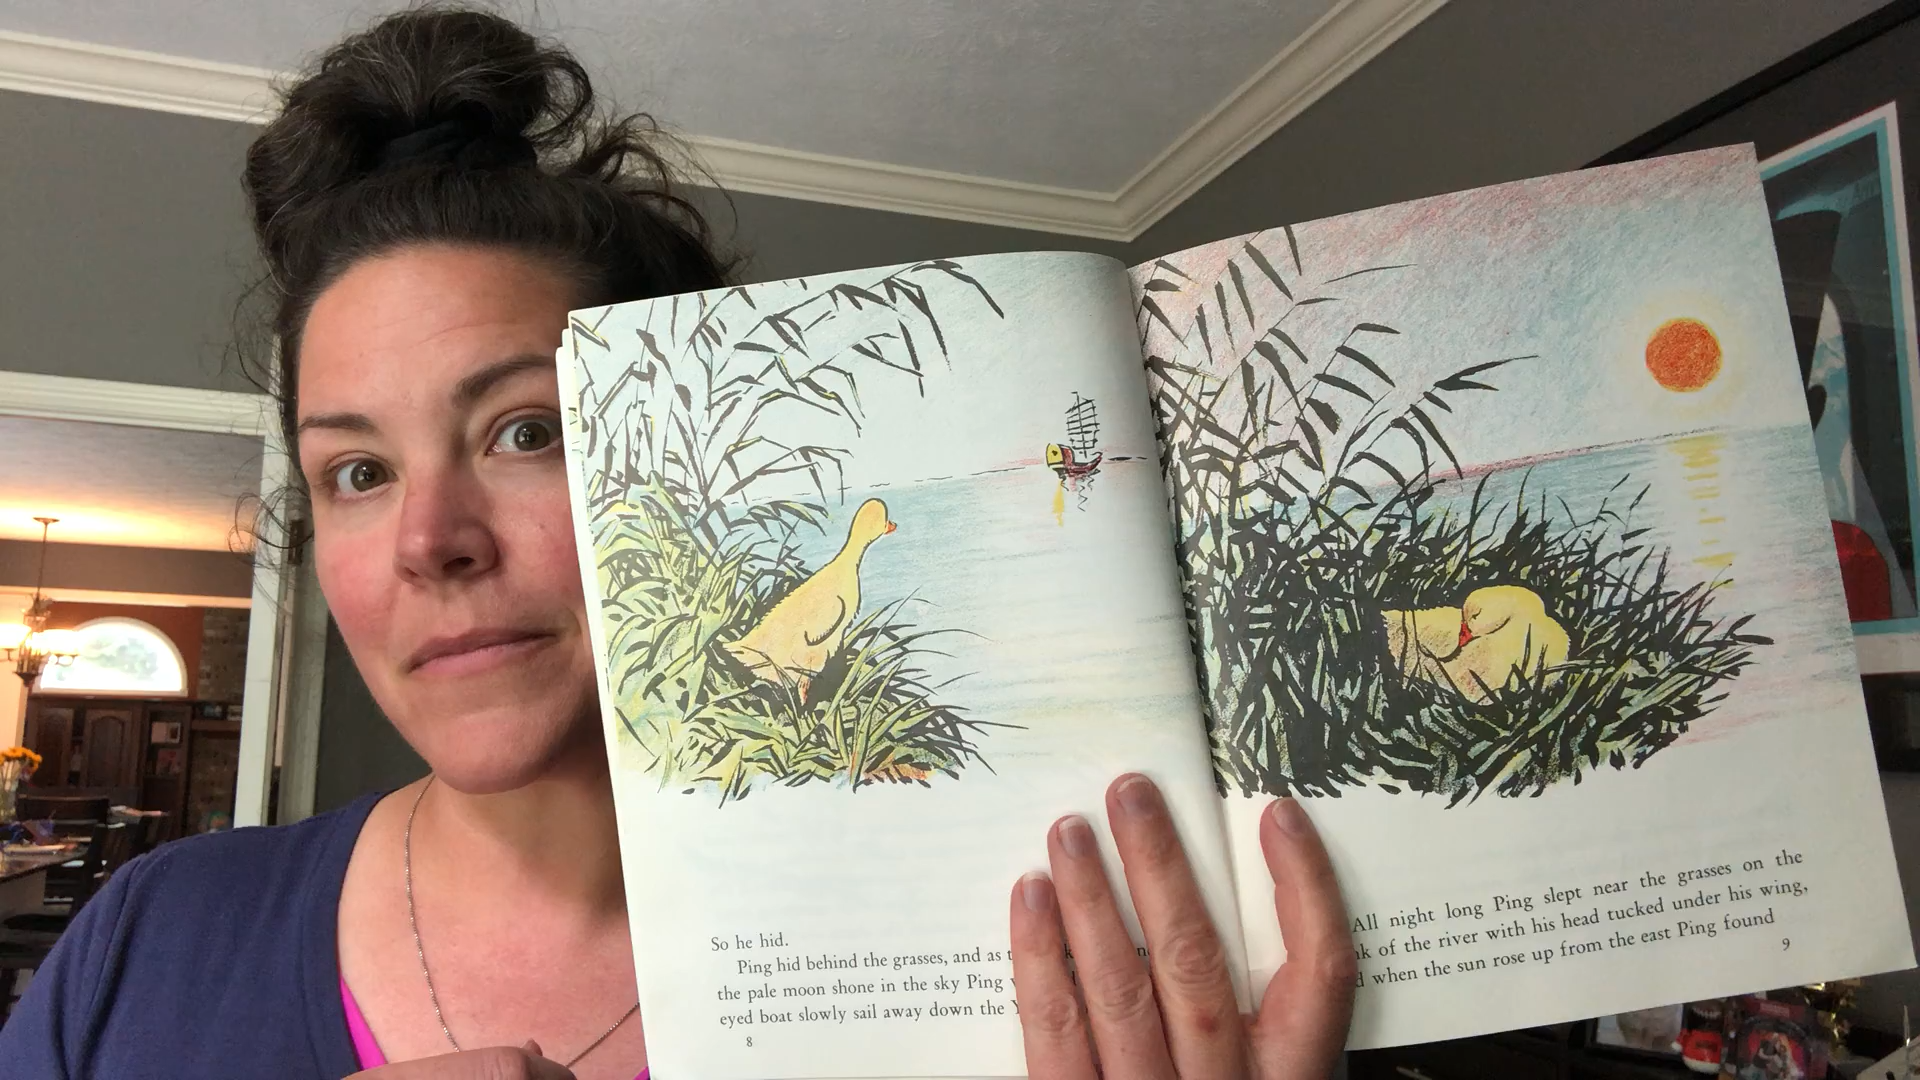 So he hid.
Ping hid behind the grasses, and as
the pale moon shone in the sky Ping
eyed boat slowly sail away down the
8
All night long Ping slept near the grasses on the
of the river with his head tucked under his wing,
when the sun rose up from the east Ping found
9